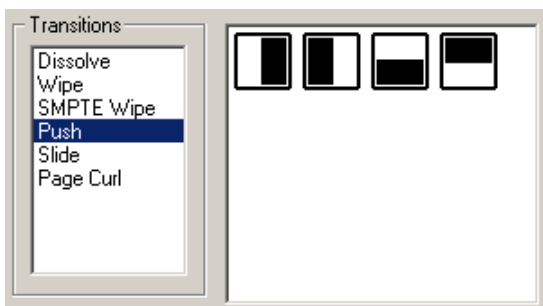 Transitions
Dissolve
Wipe
SMPTE Wipe
Push
Slide
Page Curl